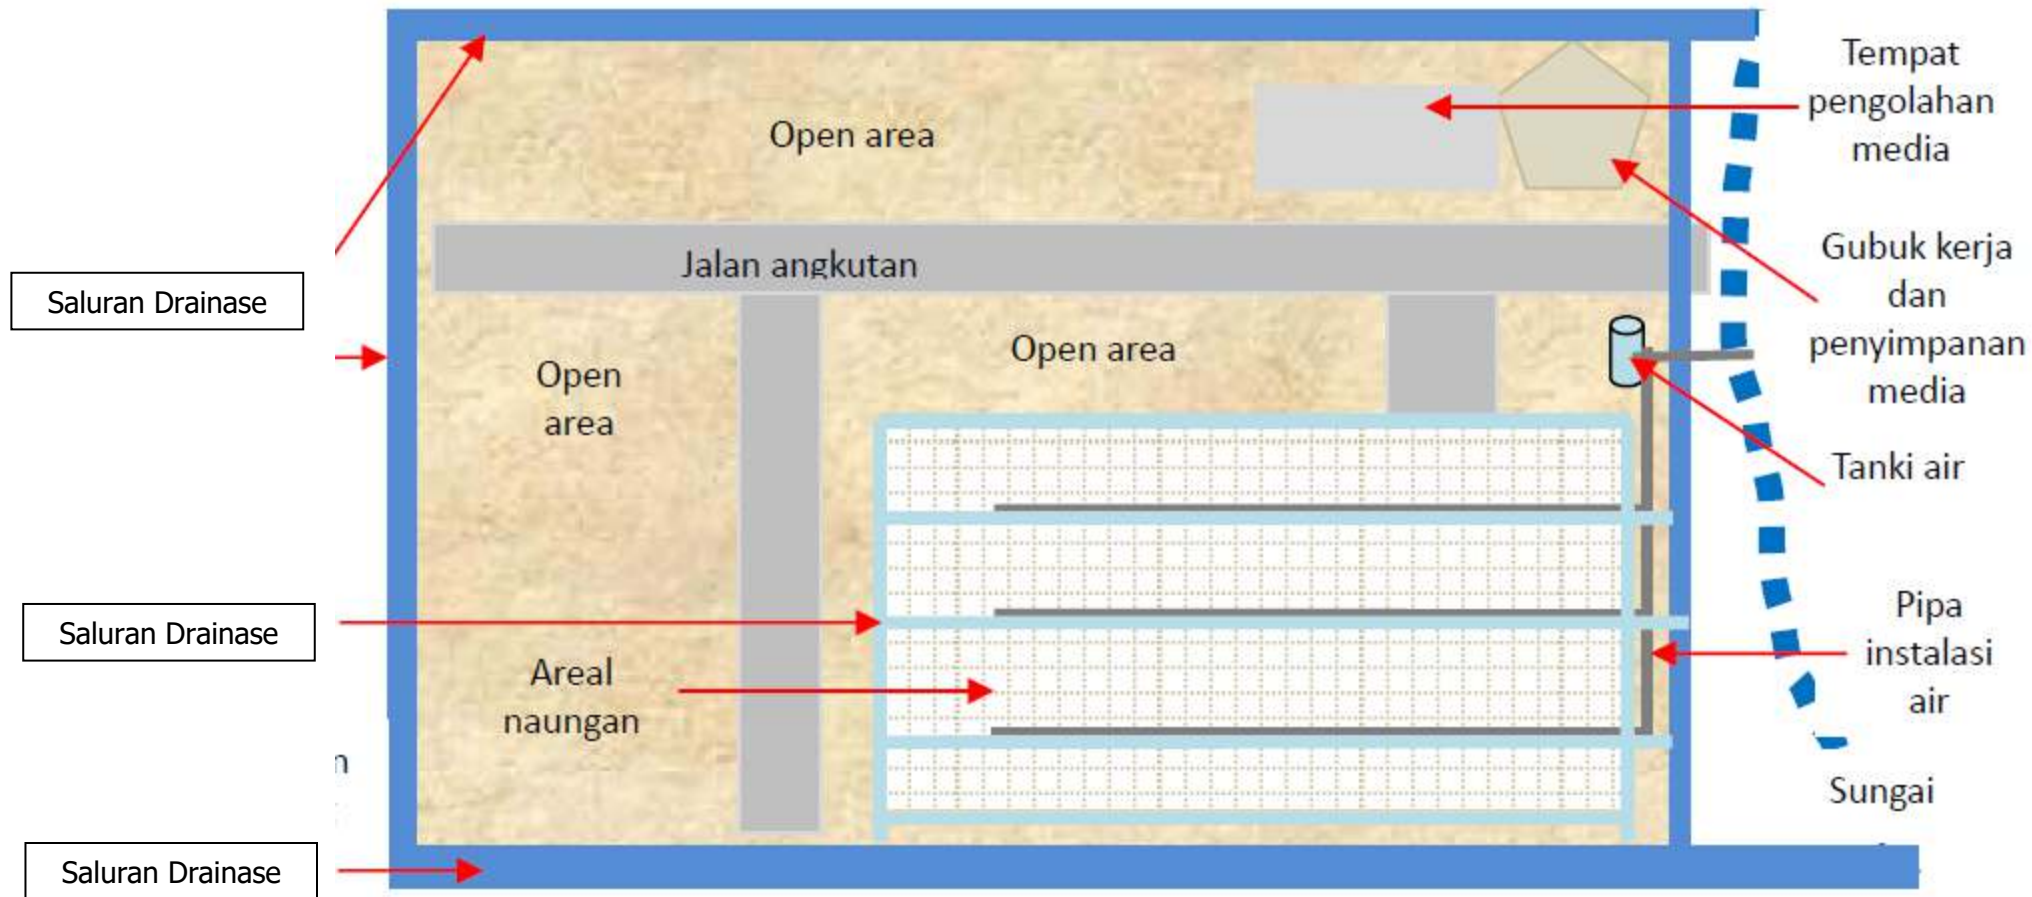 Tempat
pengolahan
media
Open area
Gubuk kerja
dan
penyimpanan
media
Jalan angkutan
Saluran Drainase
Open area
Open
area
Tanki air
Pipa
instalasi
air
Saluran Drainase
Areal
naungan
Sungai
Saluran Drainase